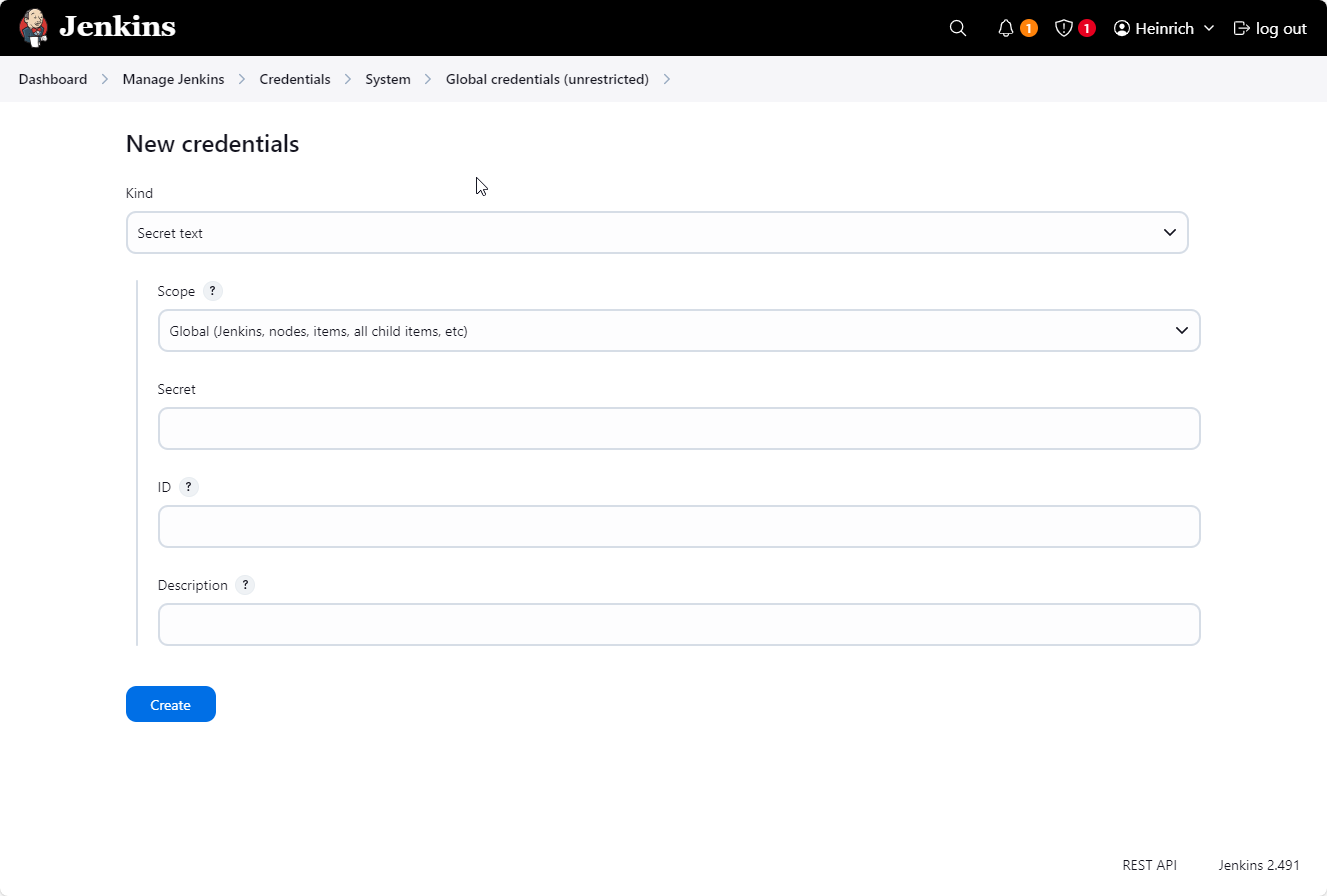 Jenkins 1 1 Heinrich log out
Dashboard Manage Jenkins Credentials System Global credentials (unrestricted)
New credentials
Kind
Secret text
Scope ?
Global (Jenkins, nodes, items, all child items, etc)
Secret
ID ?
Description ?
Create
REST API Jenkins 2.491